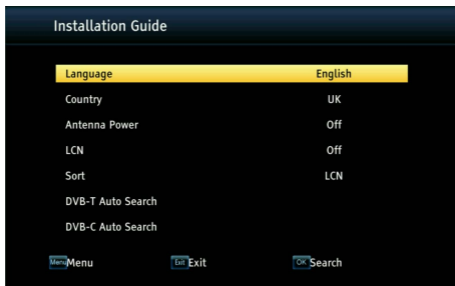 Installation Guide
Language English
Country UK
Antenna Power Off
LCN Off
Sort LCN
DVB-T Auto Search
DVB-C Auto Search
Menu Menu Exit Exit OK Search